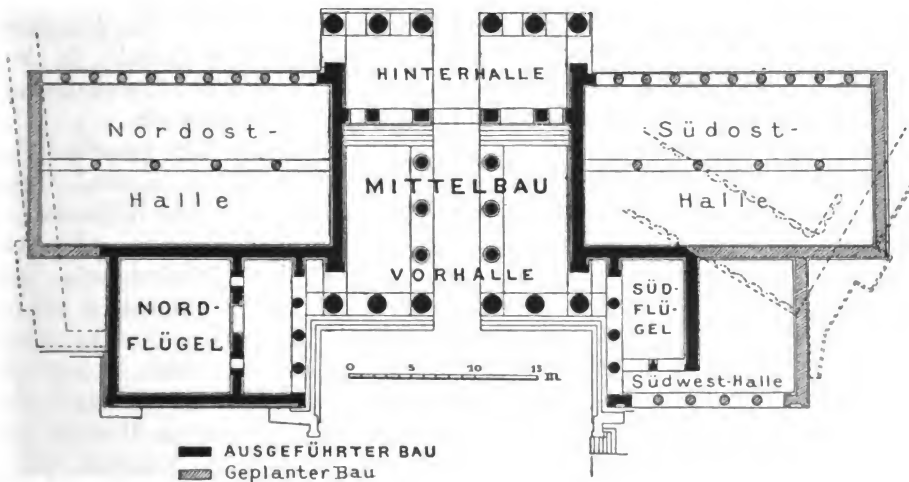 HINTERHALLE
Nordost-
Halle
Südost-
Halle
MITTELBAU
VORHALLE
NORD-
FLÜGEL
SÜD-
FLÜ-
GEL
Südwest-Halle
0 5 10 15
m
AUSGEFÜHRTER BAU
Geplanter Bau